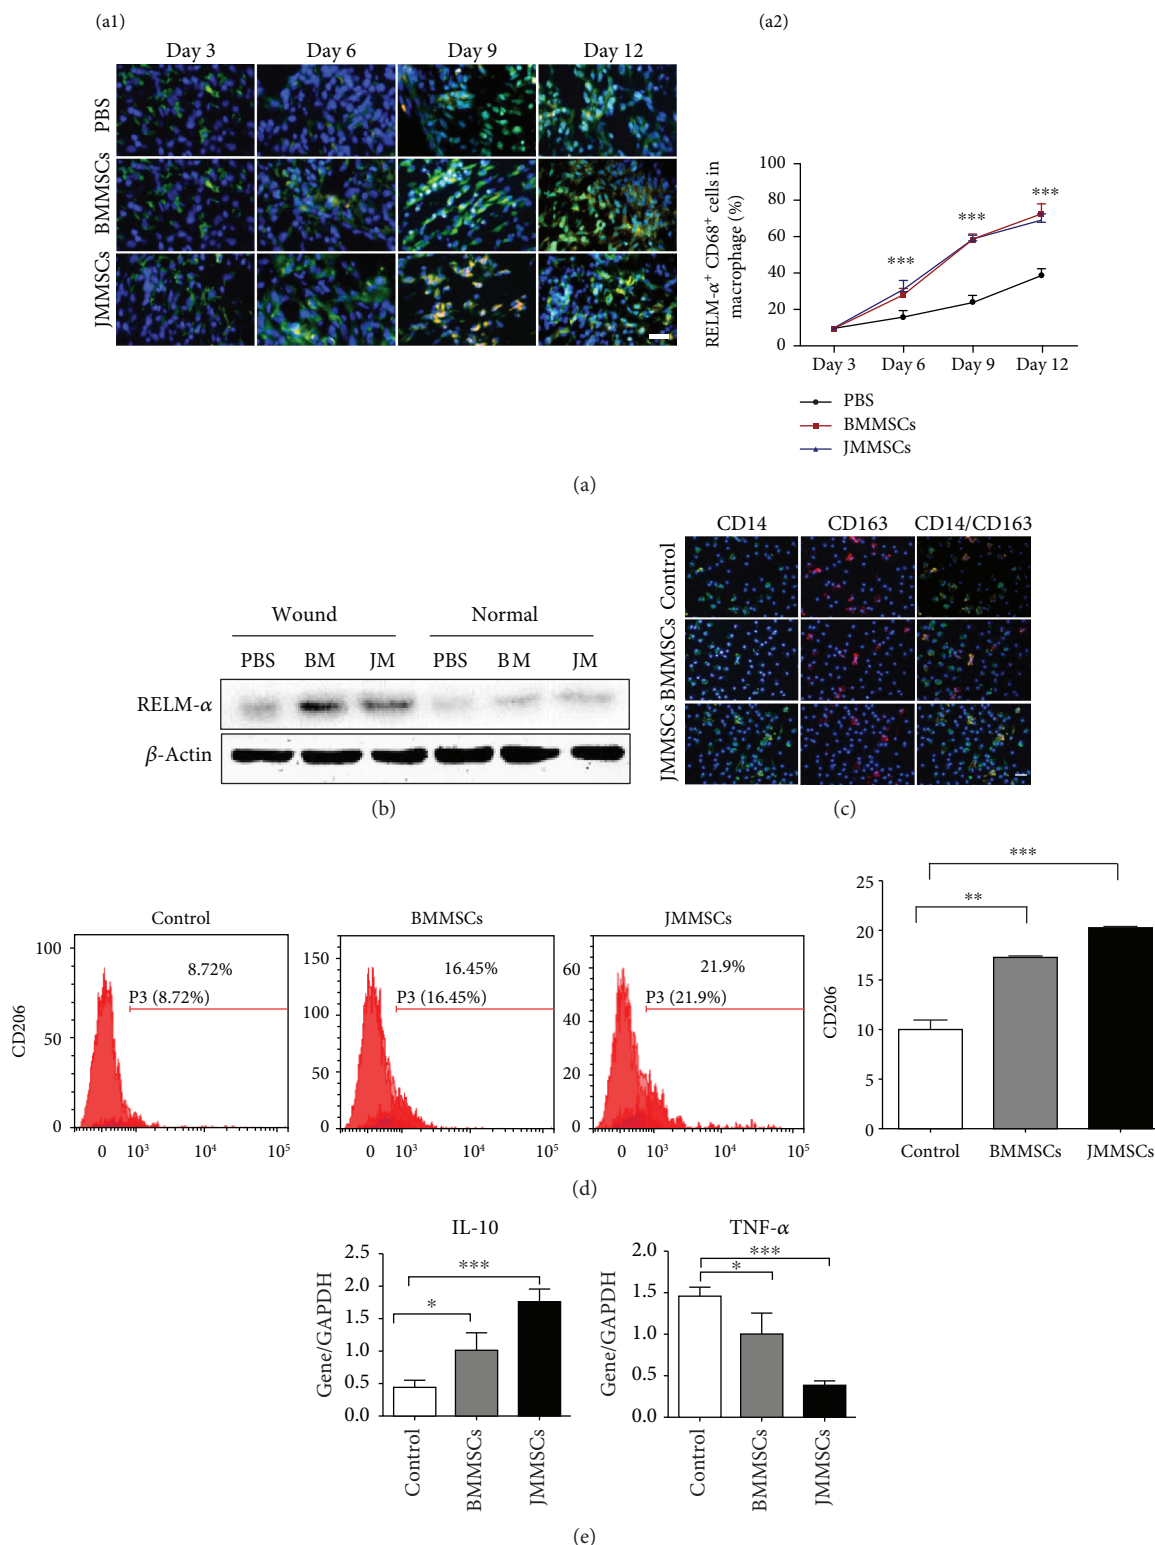 (a1)
(a2)
Day 3 Day 6 Day 9 Day 12
PBS
BMMSCs
JMMSCs
RELM-α⁺ CD68⁺ cells in
macrophage (%)
100
80
60
40
20
0
***
***
***
Day 3 Day 6 Day 9 Day 12
PBS
BMMSCs
JMMSCs
(a)
Wound Normal
PBS BM JM PBS BM JM
RELM-α
β-Actin
(b)
CD14 CD163 CD14/CD163
Control
BMMSCs
JMMSCs
(c)
Control
CD206
100
50
0
8.72%
P3 (8.72%)
0 10³ 10⁴ 10⁵
BMMSCs
150
100
50
0
16.45%
P3 (16.45%)
0 10³ 10⁴ 10⁵
JMMSCs
60
40
20
0
21.9%
P3 (21.9%)
0 10³ 10⁴ 10⁵
CD206
25
20
15
10
5
0
***
**
Control BMMSCs JMMSCs
(d)
IL-10
Gene/GAPDH
2.5
2.0
1.5
1.0
0.5
0.0
***
*
Control
BMMSCs
JMMSCs
TNF-α
Gene/GAPDH
2.0
1.5
1.0
0.5
0.0
***
*
Control
BMMSCs
JMMSCs
(e)